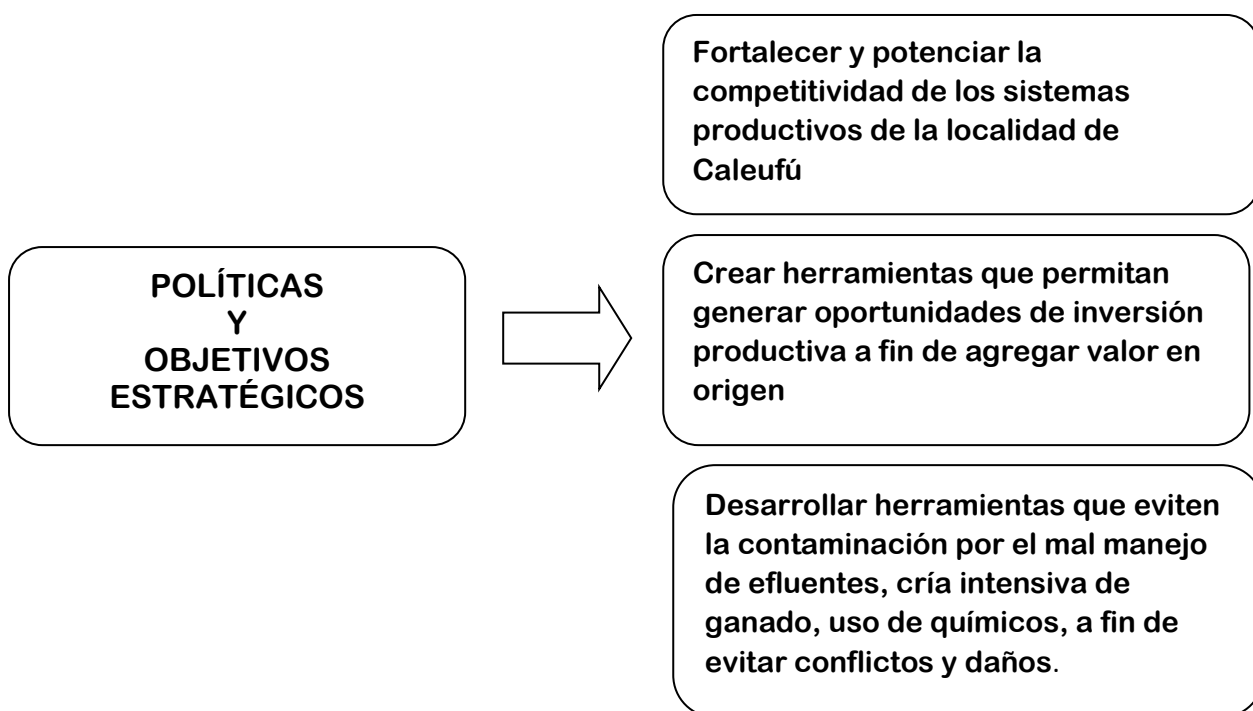 Fortalecer y potenciar la
competitividad de los sistemas
productivos de la localidad de
Caleufú
POLÍTICAS
Y
OBJETIVOS
ESTRATÉGICOS
Crear herramientas que permitan
generar oportunidades de inversión
productiva a fin de agregar valor en
origen
Desarrollar herramientas que eviten
la contaminación por el mal manejo
de efluentes, cría intensiva de
ganado, uso de químicos, a fin de
evitar conflictos y daños.